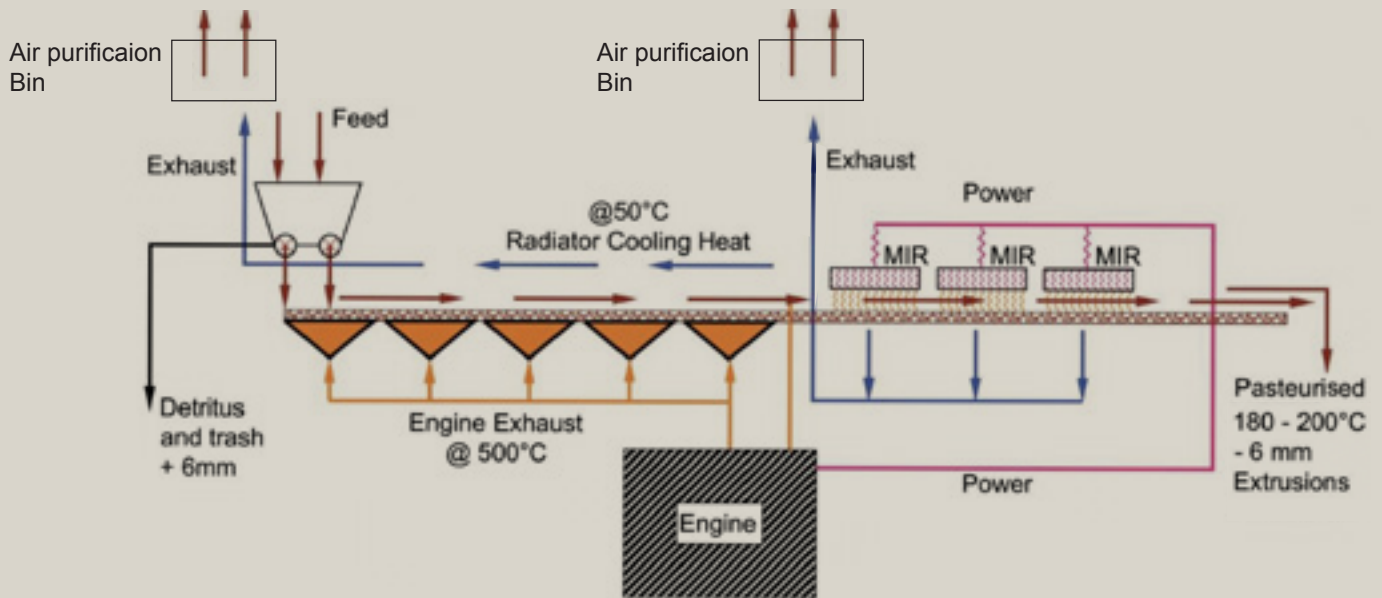 Air purificaion
Bin
Air purificaion
Bin
Feed
Exhaust
Exhaust
Power
@50°C
Radiator Cooling Heat
MIR
MIR
MIR
Detritus
and trash
+ 6mm
Engine Exhaust
@ 500°C
Pasteurised
180 - 200°C
- 6 mm
Extrusions
Power
Engine